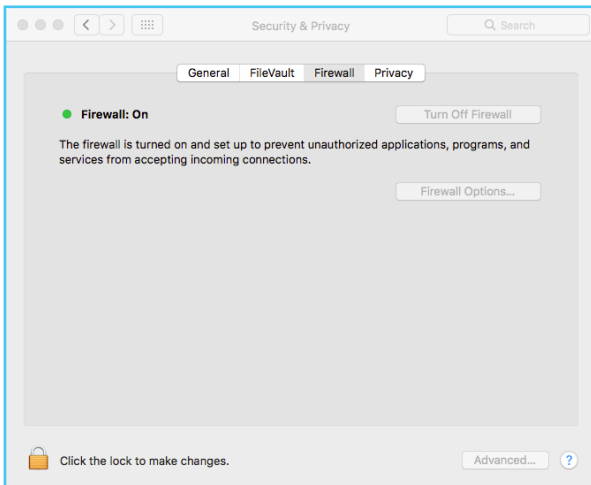 Security & Privacy
Search
General FileVault Firewall Privacy
Firewall: On
Turn Off Firewall
The firewall is turned on and set up to prevent unauthorized applications, programs, and
services from accepting incoming connections.
Firewall Options...
Click the lock to make changes.
Advanced...
?